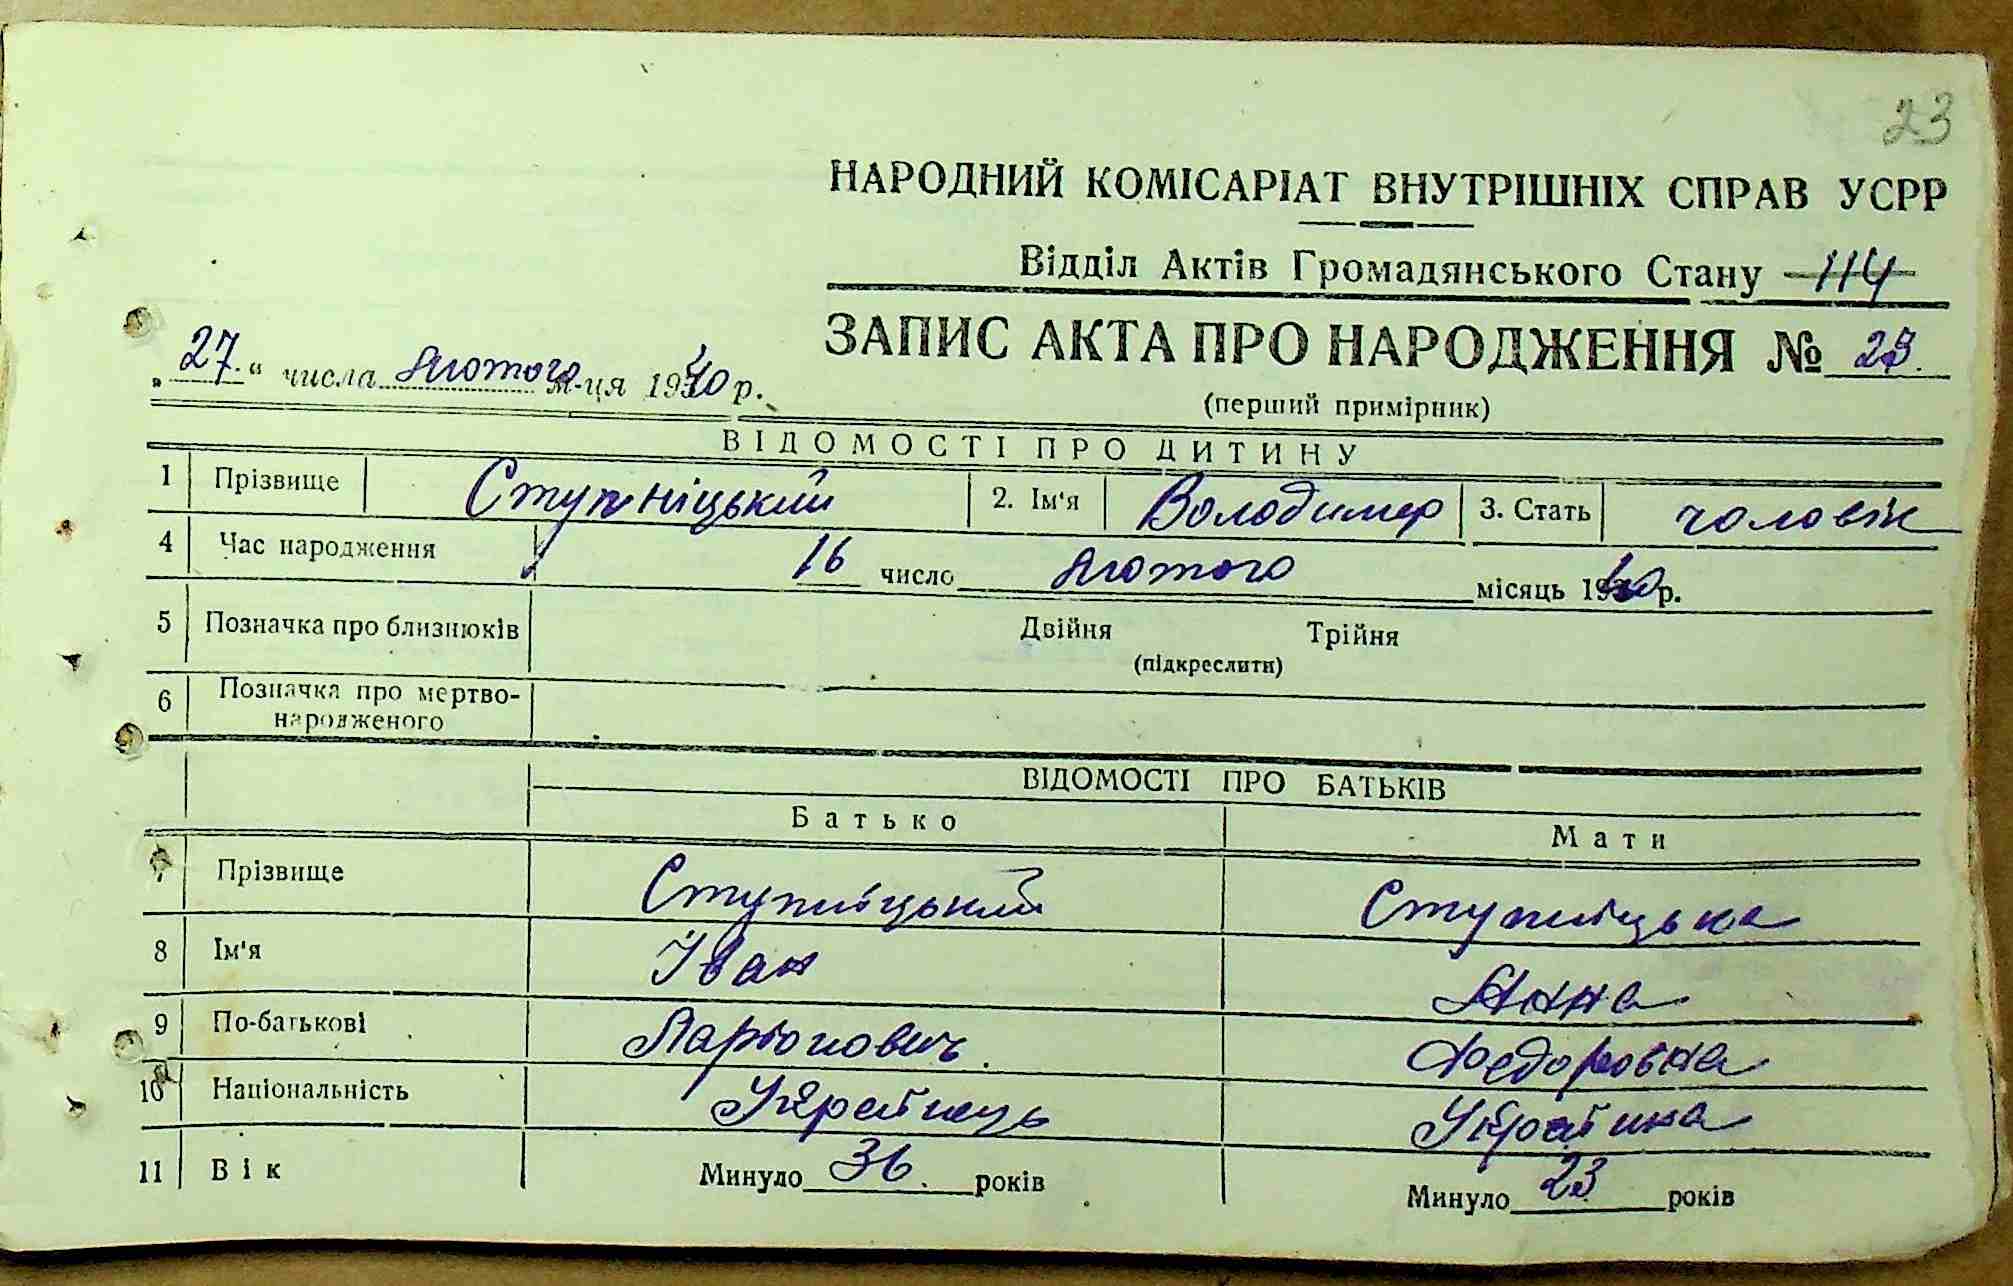 23
НАРОДНИЙ КОМІСАРІАТ ВНУТРІШНІХ СПРАВ УСРР
Відділ Актів Громадянського Стану
ЗАПИС АКТА ПРО НАРОДЖЕННЯ № 23.
„27“ числа Лютого м-ця 1940 р.
(перший примірник)
ВІДОМОСТІ ПРО ДИТИНУ
1 Прізвище Ступніцький 2. Ім'я Володимер 3. Стать чоловік
4 Час народження 16 число Лютого місяць 1940 р.
5 Позначка про близнюків Двійня Трійня
(підкреслити)
6 Позначка про мертво-
народженого
ВІДОМОСТІ ПРО БАТЬКІВ
Батько Мати
7 Прізвище Ступніцький Ступніцька
8 Ім'я Іван Анна
9 По-батькові Ларіонович Федоровна
10 Національність Українець Українка
11 Вік Минуло 36 років Минуло 23 років